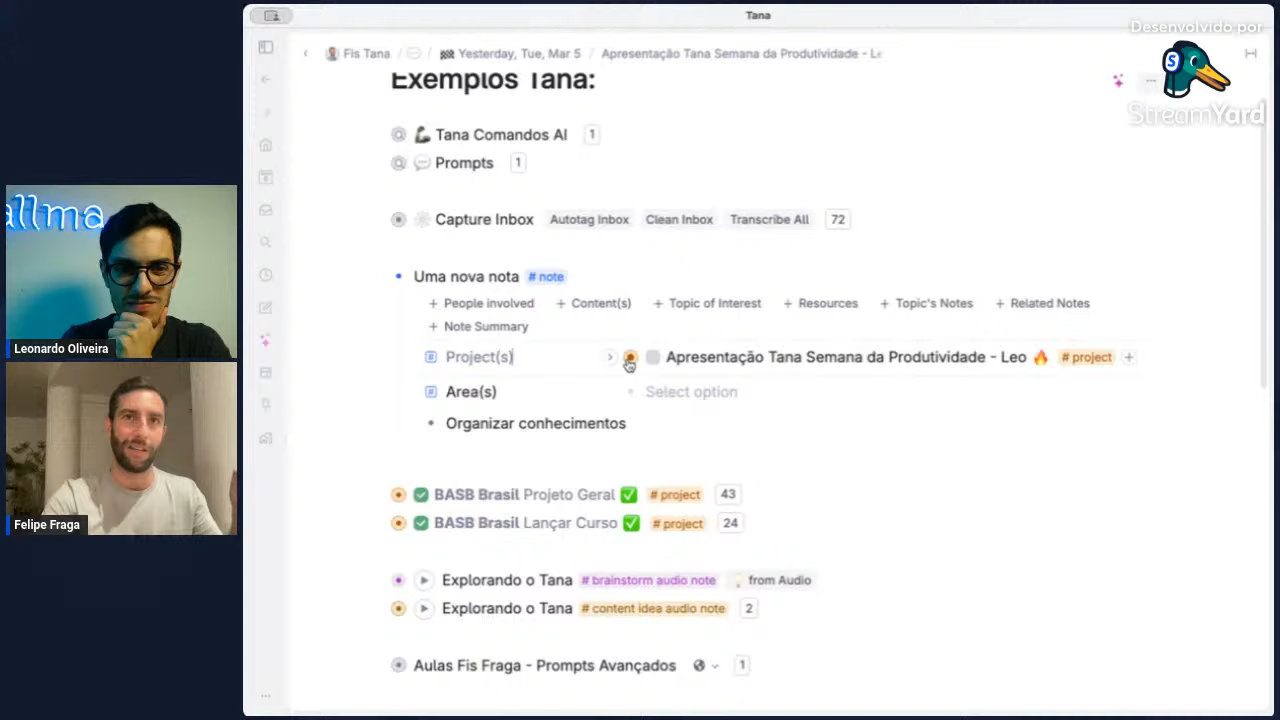 Tana
Desenvolvido por
StreamYard
Fis Tana / / Yesterday, Tue, Mar 5 / Apresentação Tana Semana da Produtividade - Le
Exemplos Tana:
Tana Comandos AI 1
Prompts 1
Capture Inbox Autotag Inbox Clean Inbox Transcribe All 72
Uma nova nota # note
+ People involved + Content(s) + Topic of Interest + Resources + Topic's Notes + Related Notes
+ Note Summary
Project(s) Apresentação Tana Semana da Produtividade - Leo 🔥 # project +
Area(s) Select option
Organizar conhecimentos
BASB Brasil Projeto Geral ✅ # project 43
BASB Brasil Lançar Curso ✅ # project 24
Explorando o Tana # brainstorm audio note from Audio
Explorando o Tana # content idea audio note 2
Aulas Fis Fraga - Prompts Avançados 1
allma
Leonardo Oliveira
Felipe Fraga